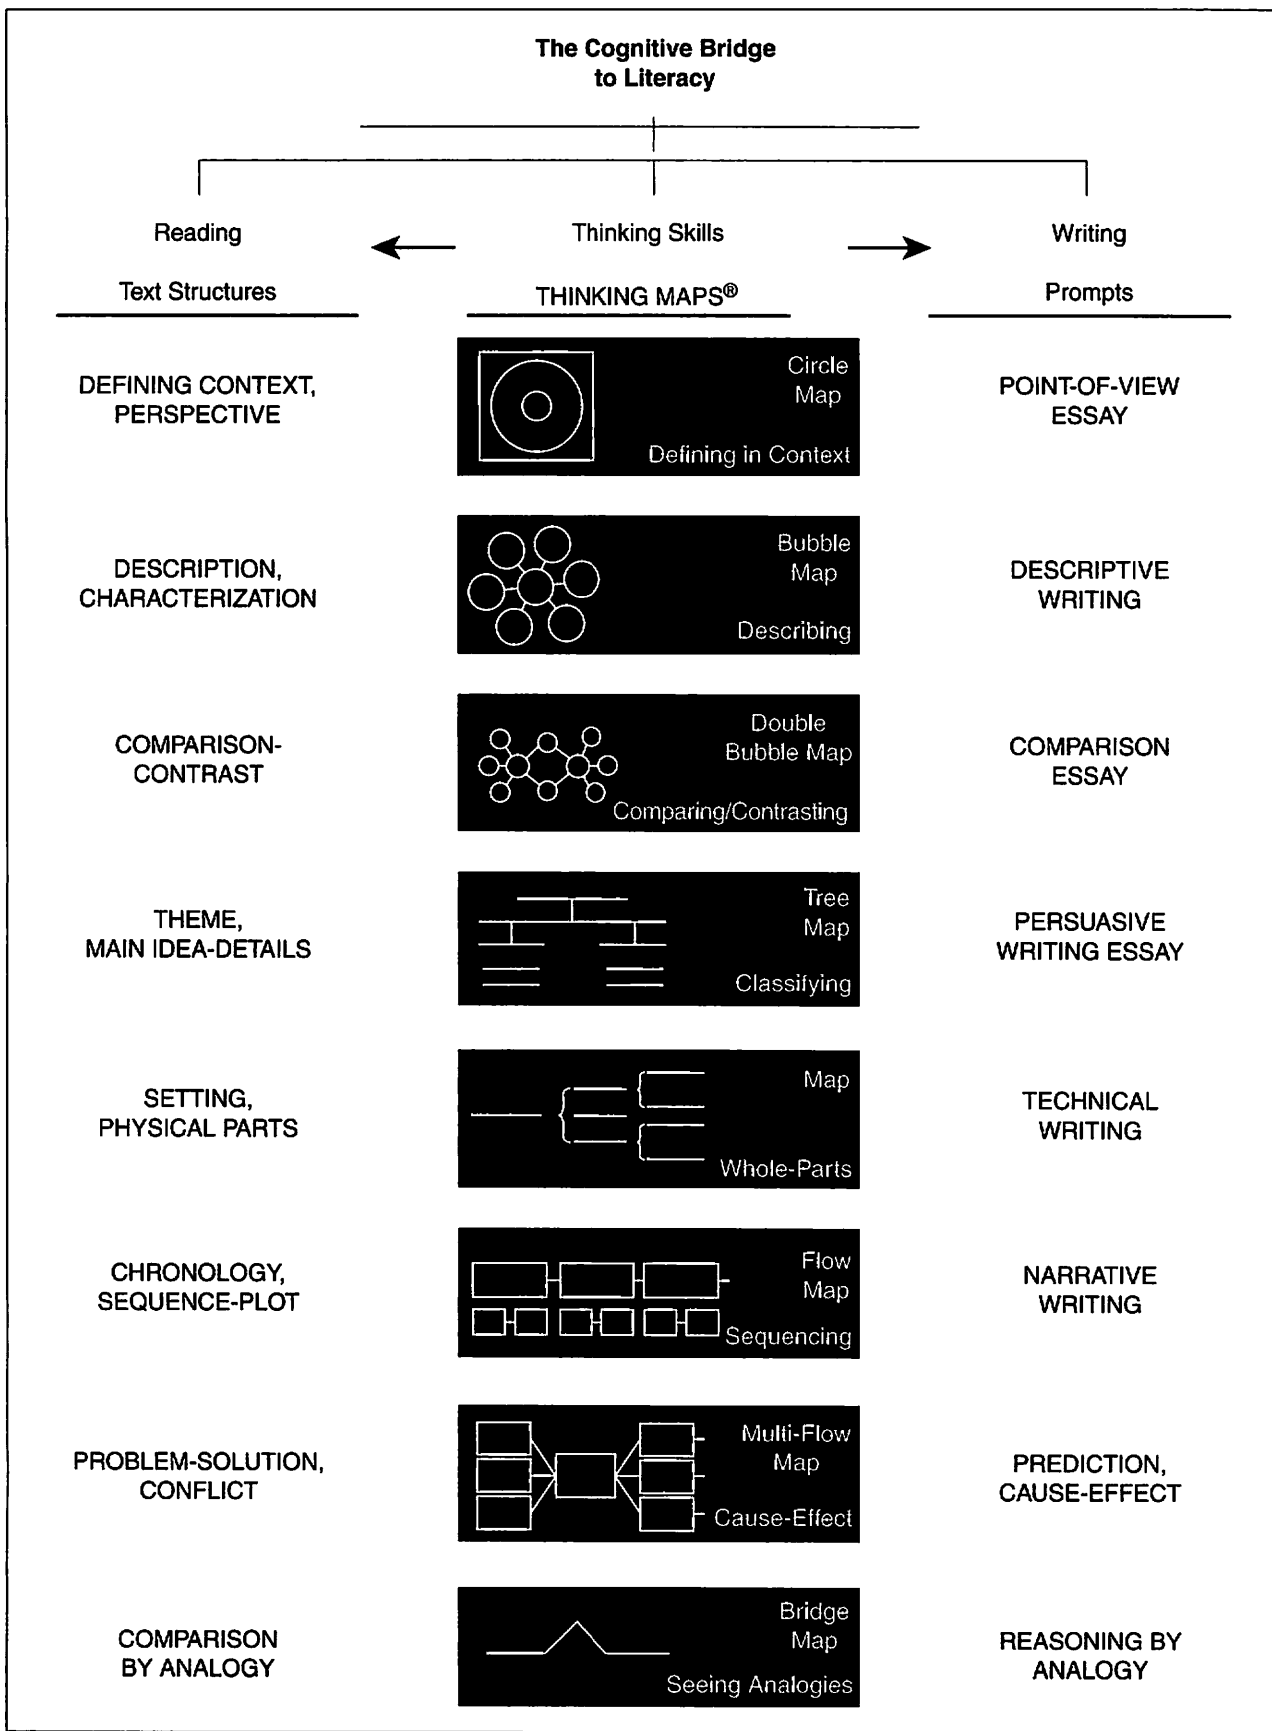 The Cognitive Bridge
to Literacy
Reading
Thinking Skills
Writing
Text Structures
THINKING MAPS®
Prompts
DEFINING CONTEXT,
PERSPECTIVE
Circle
Map
Defining in Context
POINT-OF-VIEW
ESSAY
DESCRIPTION,
CHARACTERIZATION
Bubble
Map
Describing
DESCRIPTIVE
WRITING
COMPARISON-
CONTRAST
Double
Bubble Map
Comparing/Contrasting
COMPARISON
ESSAY
THEME,
MAIN IDEA-DETAILS
Tree
Map
Classifying
PERSUASIVE
WRITING ESSAY
SETTING,
PHYSICAL PARTS
Map
Whole-Parts
TECHNICAL
WRITING
CHRONOLOGY,
SEQUENCE-PLOT
Flow
Map
Sequencing
NARRATIVE
WRITING
PROBLEM-SOLUTION,
CONFLICT
Multi-Flow
Map
Cause-Effect
PREDICTION,
CAUSE-EFFECT
COMPARISON
BY ANALOGY
Bridge
Map
Seeing Analogies
REASONING BY
ANALOGY